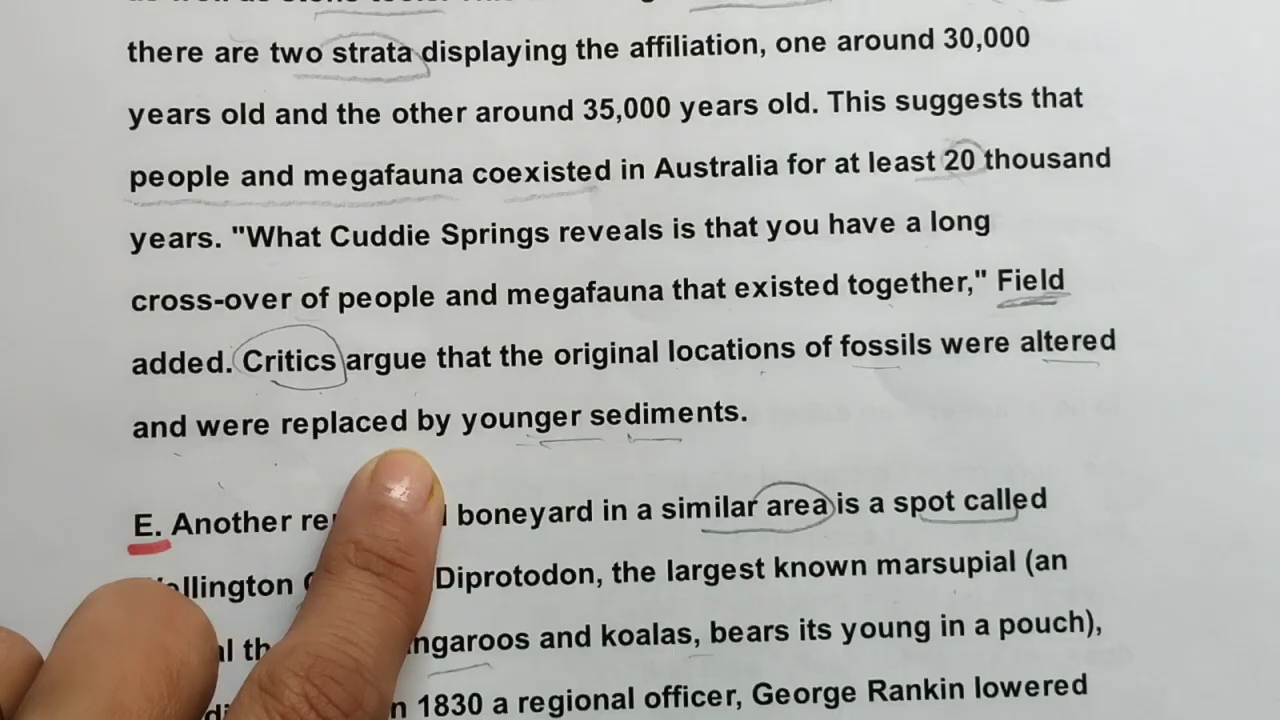 there are two strata displaying the affiliation, one around 30,000
years old and the other around 35,000 years old. This suggests that
people and megafauna coexisted in Australia for at least 20 thousand
years. "What Cuddie Springs reveals is that you have a long
cross-over of people and megafauna that existed together," Field
added. Critics argue that the original locations of fossils were altered
and were replaced by younger sediments.
E. Another boneyard in a similar area is a spot called
Diprotodon, the largest known marsupial (an
and koalas, bears its young in a pouch),
1830 a regional officer, George Rankin lowered